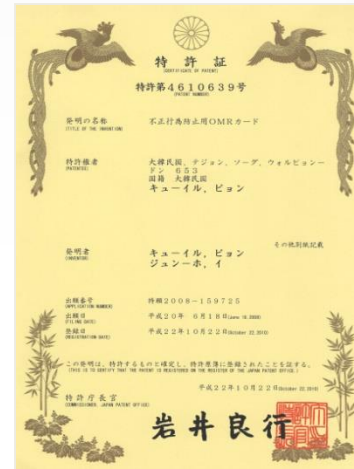 特許証
(CERTIFICATE OF PATENT)
特許第4610639号
(PATENT NUMBER)
発明の名称
(TITLE OF THE INVENTION)
不正行為防止用OMRカード
特許権者
(PATENTEE)
大韓民国、テジョン、ソーグ、ウォルピョン-
ドン 653
国籍 大韓民国
キュ-イル、ピョン
発明者
(INVENTOR)
キュ-イル、ピョン
ジュン-ホ、イ
その他別紙記載
出願番号
(APPLICATION NUMBER)
特願2008-159725
出願日
(FILING DATE)
平成20年 6月18日(June 18,2008)
登録日
(REGISTRATION DATE)
平成22年10月22日(October 22,2010)
この発明は、特許するものと確定し、特許原簿に登録されたことを証する。
(THIS IS TO CERTIFY THAT THE PATENT IS REGISTERED ON THE REGISTER OF THE JAPAN PATENT OFFICE.)
平成22年10月22日(October 22,2010)
特許庁長官
(COMMISSIONER, JAPAN PATENT OFFICE)
岩井良行